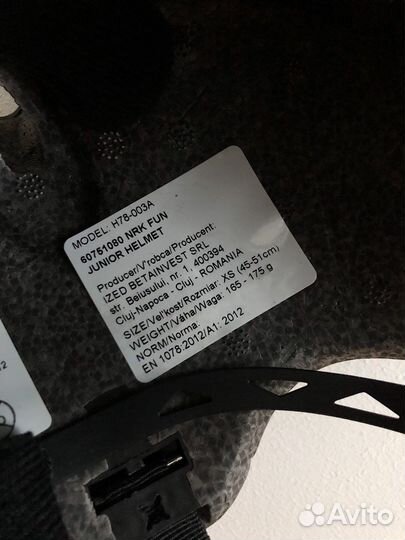 MODEL: H78-003A
60751080 NRK FUN
JUNIOR HELMET
Producer/V'robca/Producent:
IZED BETAINVEST SRL
str. Beiusului, nr. 1, 400394
Cluj-Napoca - Cluj - ROMANIA
SIZE/Veľkosť/Rozmiar: XS (45-51cm)
WEIGHT/Váha/Waga: 165 - 175 g
NORM/Norma:
EN 1078:2012/A1: 2012
Avito